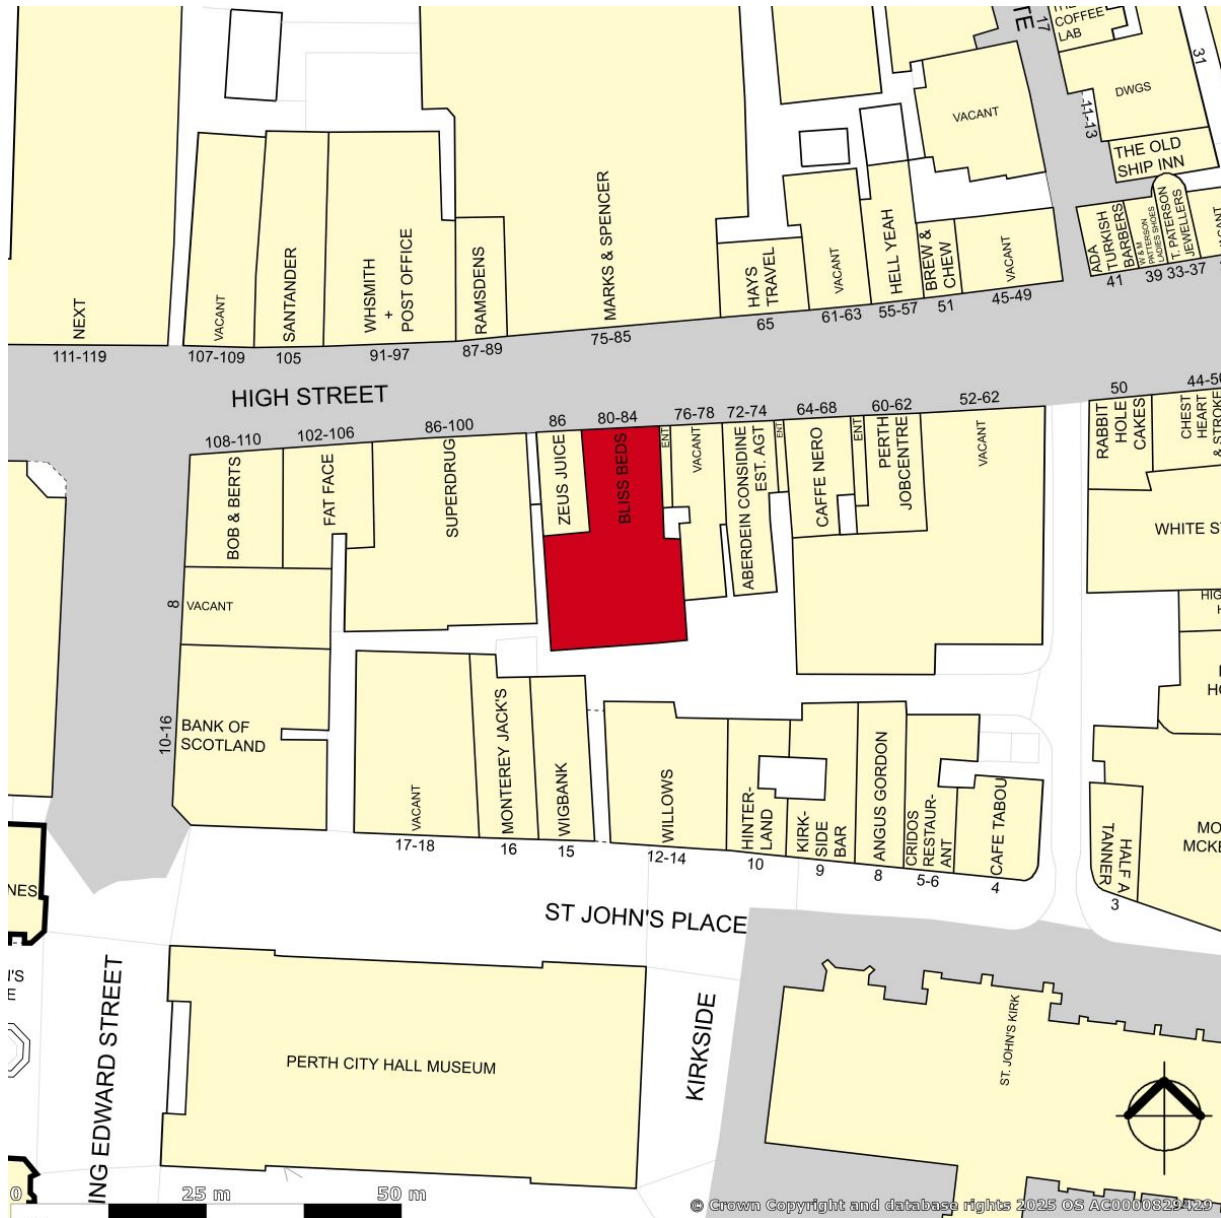 17
THE
COFFEE
LAB
31
DWGS
11-13
VACANT
THE OLD
SHIP INN
NEXT
VACANT
SANTANDER
WHSMITH
+
POST OFFICE
RAMSDENS
MARKS & SPENCER
HAYS
TRAVEL
VACANT
HELL YEAH
BREW &
CHEW
VACANT
ADA
TURKISH
BARBERS
W & M
PATTERSON
LADIES SHOES
T. PATERSON
JEWELLERS
111-119
107-109
105
91-97
87-89
75-85
65
61-63
55-57
51
45-49
41
39
33-37
HIGH STREET
108-110
102-106
86-100
86
80-84
76-78
72-74
64-68
60-62
52-62
50
BOB & BERTS
FAT FACE
SUPERDRUG
ZEUS JUICE
BLISS BEDS
ENT
VACANT
ABERDEIN CONSIDINE
EST. AGT
ENT
CAFFE NERO
ENT
PERTH
JOBCENTRE
VACANT
RABBIT
HOLE
CAKES
CHEST
HEART
& STROKE
WHITE
8
VACANT
10-16
BANK OF
SCOTLAND
VACANT
MONTEREY JACK'S
WIGBANK
WILLOWS
HINTER-
LAND
KIRK-
SIDE
BAR
ANGUS GORDON
CRIDOS
RESTAUR-
ANT
CAFE TABOU
HALF A
TANNER
17-18
16
15
12-14
10
9
8
5-6
4
3
ST JOHN'S PLACE
ING EDWARD STREET
KIRKSIDE
PERTH CITY HALL MUSEUM
ST. JOHN'S KIRK
0
25 m
50 m
© Crown Copyright and database rights 2025 OS AC0000829429